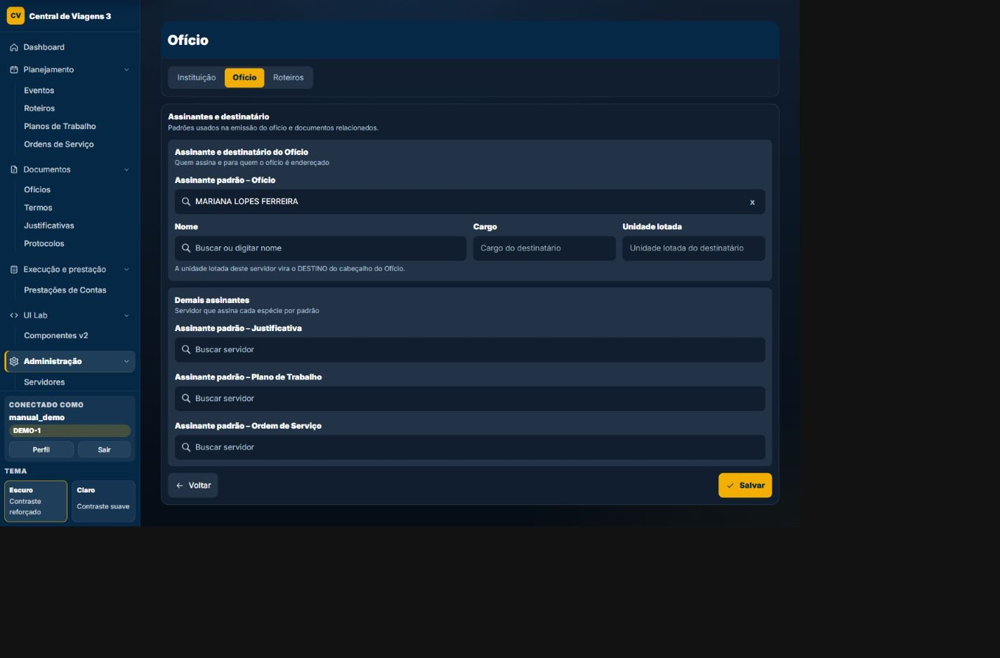 CV Central de Viagens 3
Dashboard
Planejamento
Eventos
Roteiros
Planos de Trabalho
Ordens de Serviço
Documentos
Ofícios
Termos
Justificativas
Protocolos
Execução e prestação
Prestações de Contas
UI Lab
Componentes v2
Administração
Servidores
CONECTADO COMO
manual_demo
DEMO-1
Perfil Sair
TEMA
Escuro
Contraste
reforçado
Claro
Contraste suave
Ofício
Instituição Ofício Roteiros
Assinantes e destinatário
Padrões usados na emissão do ofício e documentos relacionados.
Assinante e destinatário do Ofício
Quem assina e para quem o ofício é endereçado
Assinante padrão – Ofício
MARIANA LOPES FERREIRA x
Nome Cargo Unidade lotada
Buscar ou digitar nome Cargo do destinatário Unidade lotada do destinatário
A unidade lotada deste servidor vira o DESTINO do cabeçalho do Ofício.
Demais assinantes
Servidor que assina cada espécie por padrão
Assinante padrão – Justificativa
Buscar servidor
Assinante padrão – Plano de Trabalho
Buscar servidor
Assinante padrão – Ordem de Serviço
Buscar servidor
Voltar Salvar